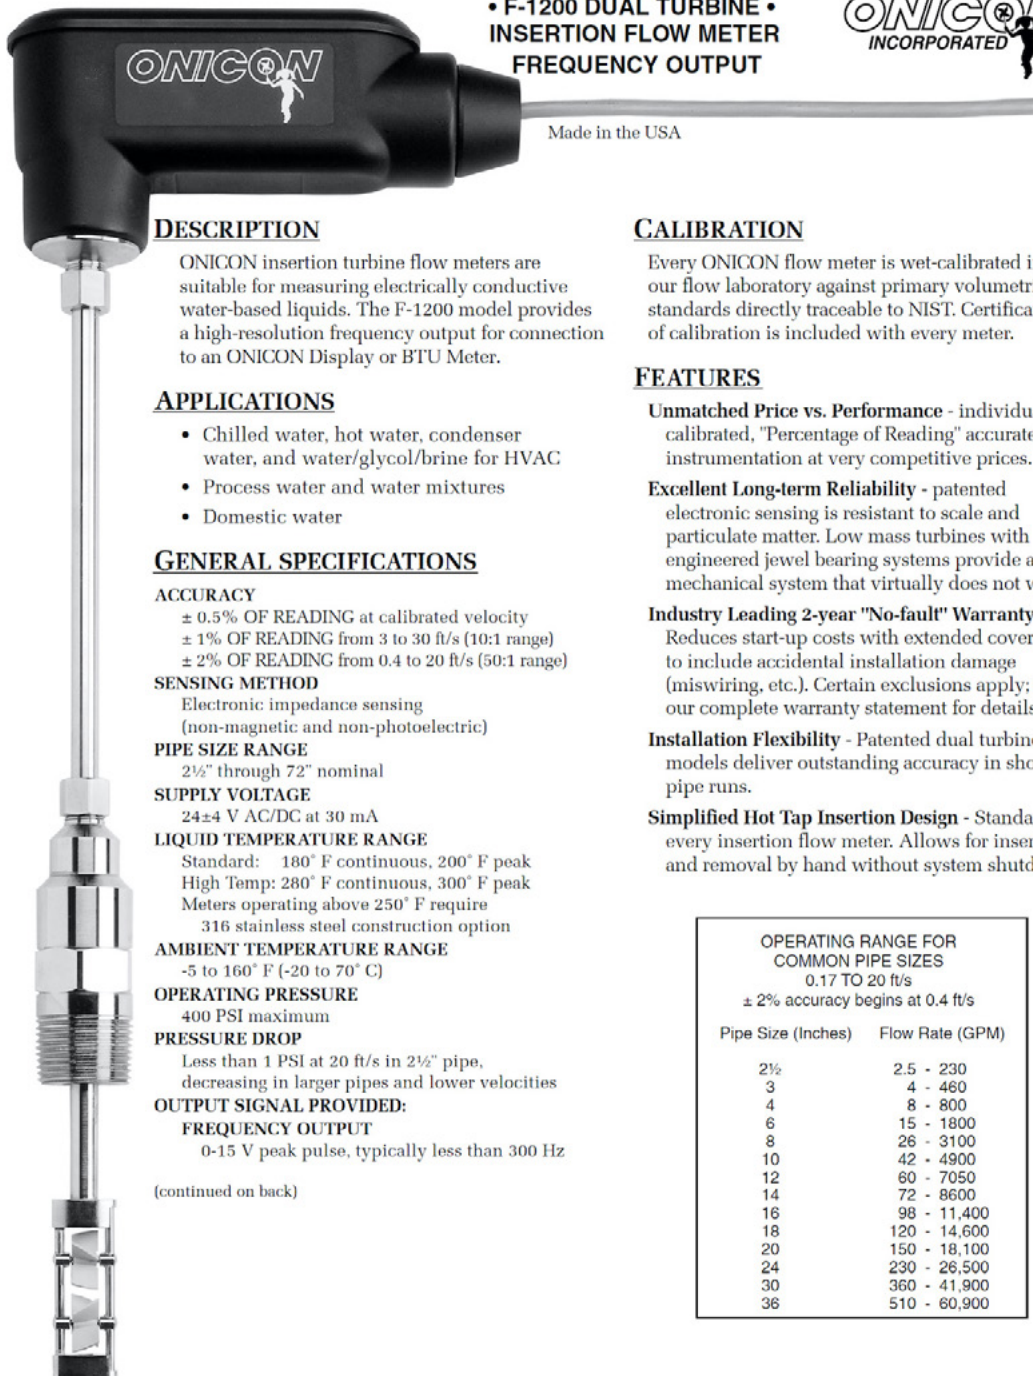 • F-1200 DUAL TURBINE •
INSERTION FLOW METER
FREQUENCY OUTPUT
ONICON
INCORPORATED
ONICON
Made in the USA
DESCRIPTION
ONICON insertion turbine flow meters are
suitable for measuring electrically conductive
water-based liquids. The F-1200 model provides
a high-resolution frequency output for connection
to an ONICON Display or BTU Meter.
APPLICATIONS
• Chilled water, hot water, condenser
water, and water/glycol/brine for HVAC
• Process water and water mixtures
• Domestic water
GENERAL SPECIFICATIONS
ACCURACY
± 0.5% OF READING at calibrated velocity
± 1% OF READING from 3 to 30 ft/s (10:1 range)
± 2% OF READING from 0.4 to 20 ft/s (50:1 range)
SENSING METHOD
Electronic impedance sensing
(non-magnetic and non-photoelectric)
PIPE SIZE RANGE
2½" through 72" nominal
SUPPLY VOLTAGE
24±4 V AC/DC at 30 mA
LIQUID TEMPERATURE RANGE
Standard: 180˚ F continuous, 200˚ F peak
High Temp: 280˚ F continuous, 300˚ F peak
Meters operating above 250˚ F require
316 stainless steel construction option
AMBIENT TEMPERATURE RANGE
-5 to 160˚ F (-20 to 70˚ C)
OPERATING PRESSURE
400 PSI maximum
PRESSURE DROP
Less than 1 PSI at 20 ft/s in 2½" pipe,
decreasing in larger pipes and lower velocities
OUTPUT SIGNAL PROVIDED:
FREQUENCY OUTPUT
0-15 V peak pulse, typically less than 300 Hz
(continued on back)
CALIBRATION
Every ONICON flow meter is wet-calibrated i
our flow laboratory against primary volumetri
standards directly traceable to NIST. Certifica
of calibration is included with every meter.
FEATURES
Unmatched Price vs. Performance - individu
calibrated, "Percentage of Reading" accurate
instrumentation at very competitive prices.
Excellent Long-term Reliability - patented
electronic sensing is resistant to scale and
particulate matter. Low mass turbines with
engineered jewel bearing systems provide a
mechanical system that virtually does not w
Industry Leading 2-year "No-fault" Warranty
Reduces start-up costs with extended cover
to include accidental installation damage
(miswiring, etc.). Certain exclusions apply;
our complete warranty statement for details
Installation Flexibility - Patented dual turbine
models deliver outstanding accuracy in sho
pipe runs.
Simplified Hot Tap Insertion Design - Standa
every insertion flow meter. Allows for inser
and removal by hand without system shutd
OPERATING RANGE FOR
COMMON PIPE SIZES
0.17 TO 20 ft/s
± 2% accuracy begins at 0.4 ft/s
Pipe Size (Inches) Flow Rate (GPM)
2½ 2.5 - 230
3 4 - 460
4 8 - 800
6 15 - 1800
8 26 - 3100
10 42 - 4900
12 60 - 7050
14 72 - 8600
16 98 - 11,400
18 120 - 14,600
20 150 - 18,100
24 230 - 26,500
30 360 - 41,900
36 510 - 60,900